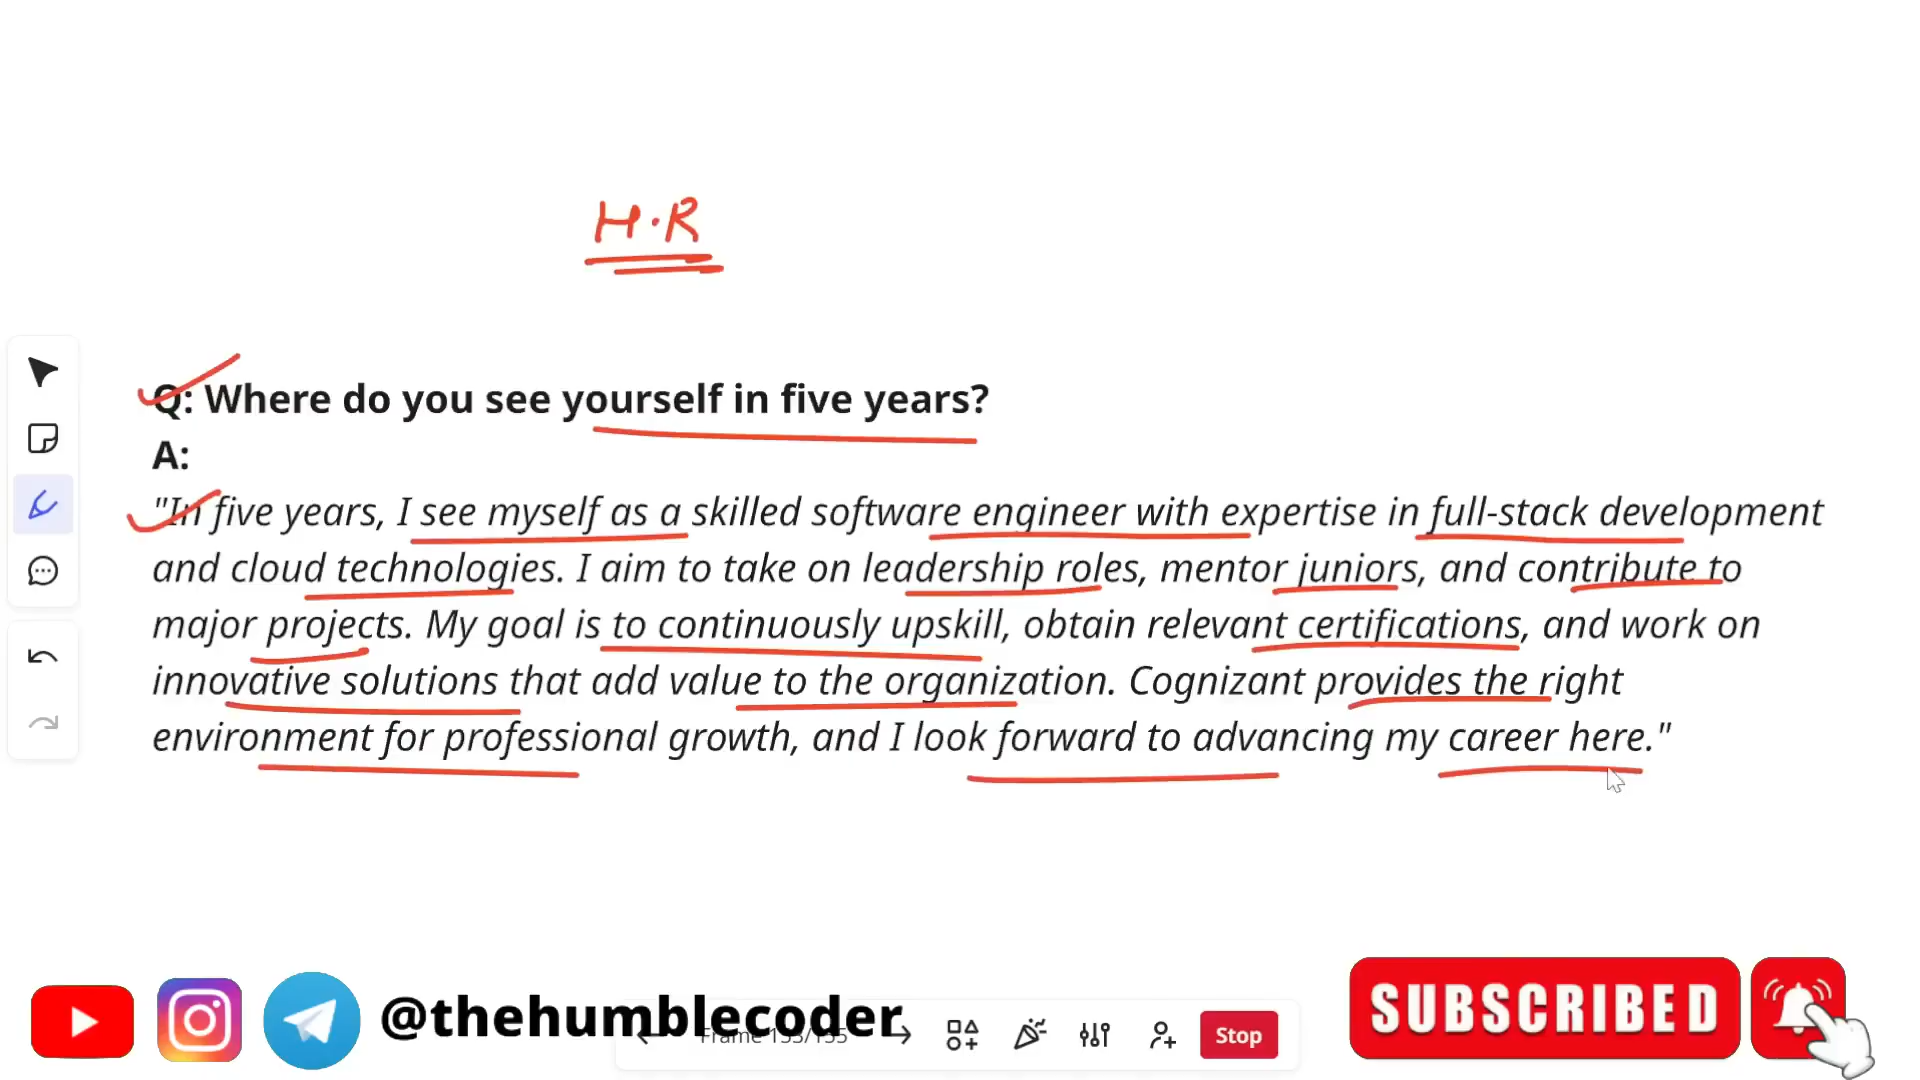 H.R
Q: Where do you see yourself in five years?
A:
"In five years, I see myself as a skilled software engineer with expertise in full-stack development
and cloud technologies. I aim to take on leadership roles, mentor juniors, and contribute to
major projects. My goal is to continuously upskill, obtain relevant certifications, and work on
innovative solutions that add value to the organization. Cognizant provides the right
environment for professional growth, and I look forward to advancing my career here."
@thehumblecoder
Frame 153/155
Stop
SUBSCRIBED